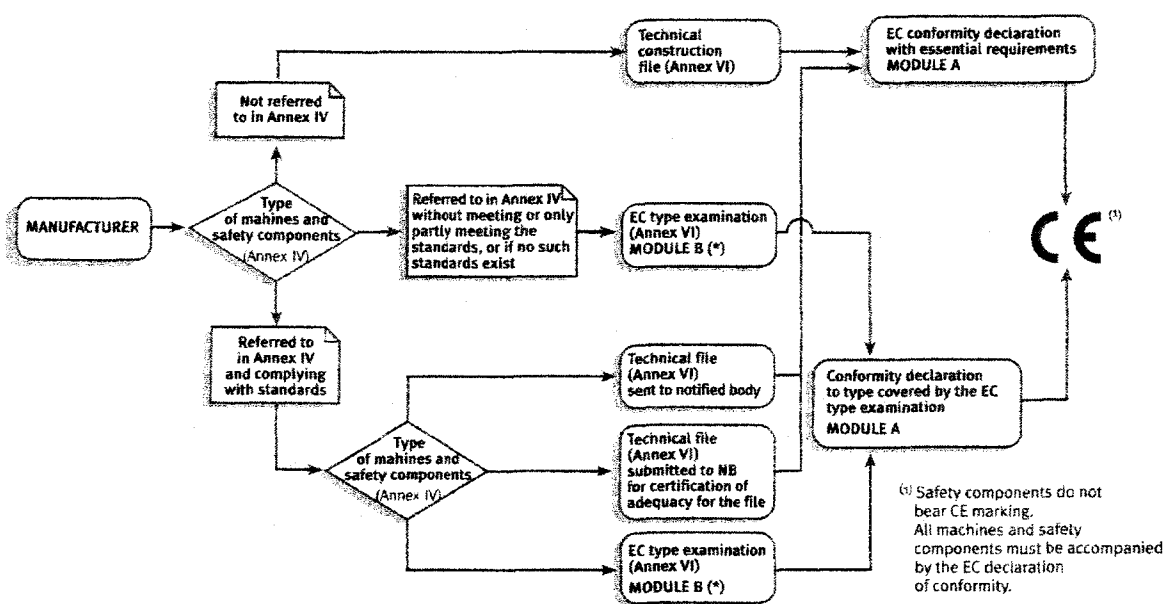 Technical
construction
file (Annex VI)
EC conformity declaration
with essential requirements
MODULE A
Not referred
to in Annex IV
MANUFACTURER
Type
of mahines and
safety components
(Annex IV)
Referred to in Annex IV
without meeting or only
partly meeting the
standards, or if no such
standards exist
EC type examination
(Annex VI)
MODULE B (*)
CE (1)
Referred to
in Annex IV
and complying
with standards
Technical file
(Annex VI)
sent to notified body
Conformity declaration
to type covered by the EC
type examination
MODULE A
Type
of mahines and
safety components
(Annex IV)
Technical file
(Annex VI)
submitted to NB
for certification of
adequacy for the file
EC type examination
(Annex VI)
MODULE B (*)
(1) Safety components do not
bear CE marking.
All machines and safety
components must be accompanied
by the EC declaration
of conformity.